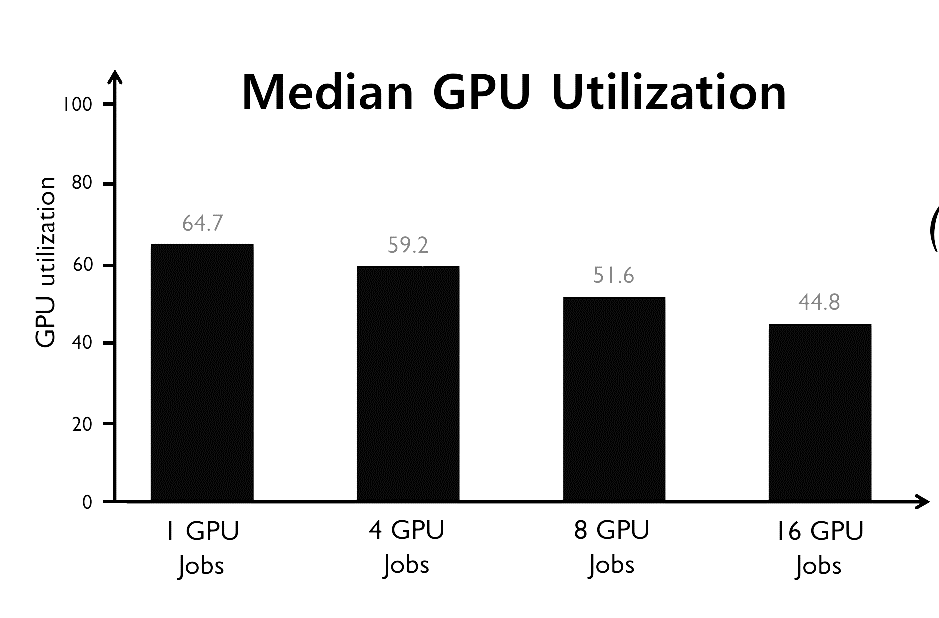 Median GPU Utilization
GPU utilization
100
80
60
40
20
0
64.7
59.2
51.6
44.8
1 GPU
Jobs
4 GPU
Jobs
8 GPU
Jobs
16 GPU
Jobs
(